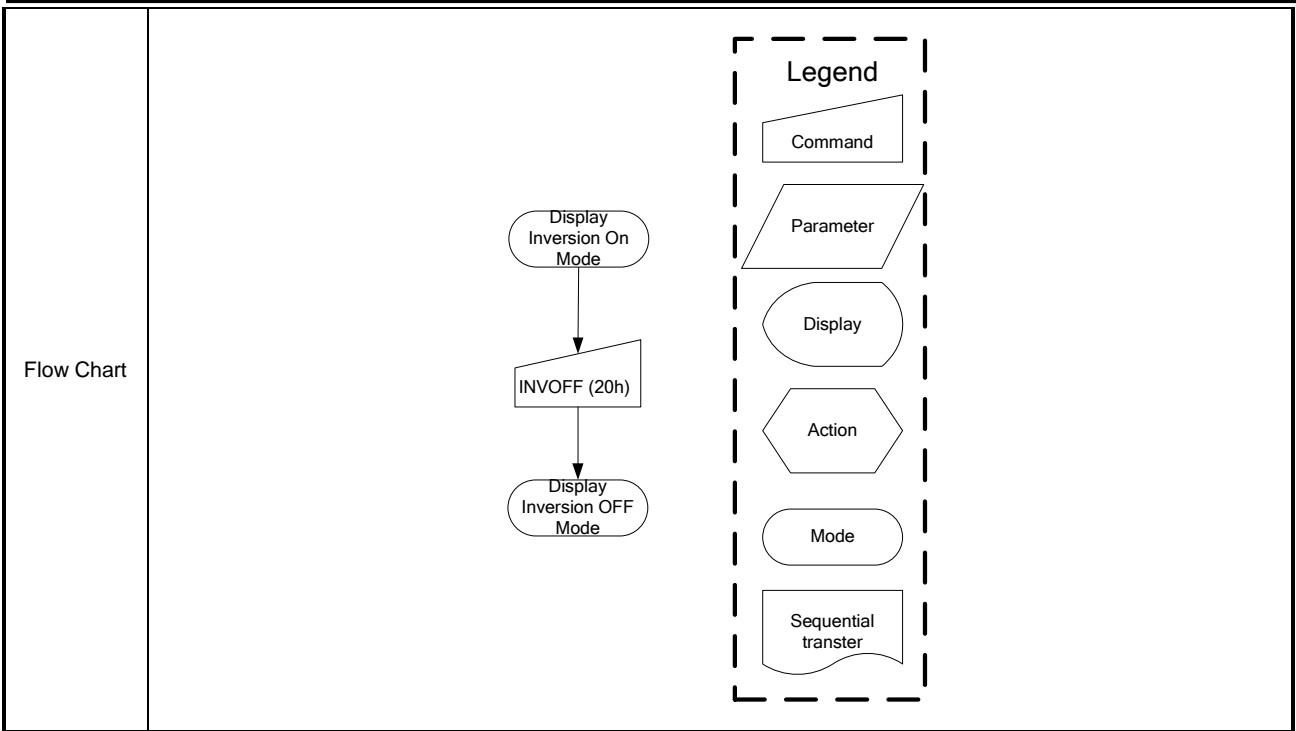 Flow Chart
Display
Inversion On
Mode
INVOFF (20h)
Display
Inversion OFF
Mode
Legend
Command
Parameter
Display
Action
Mode
Sequential
transter